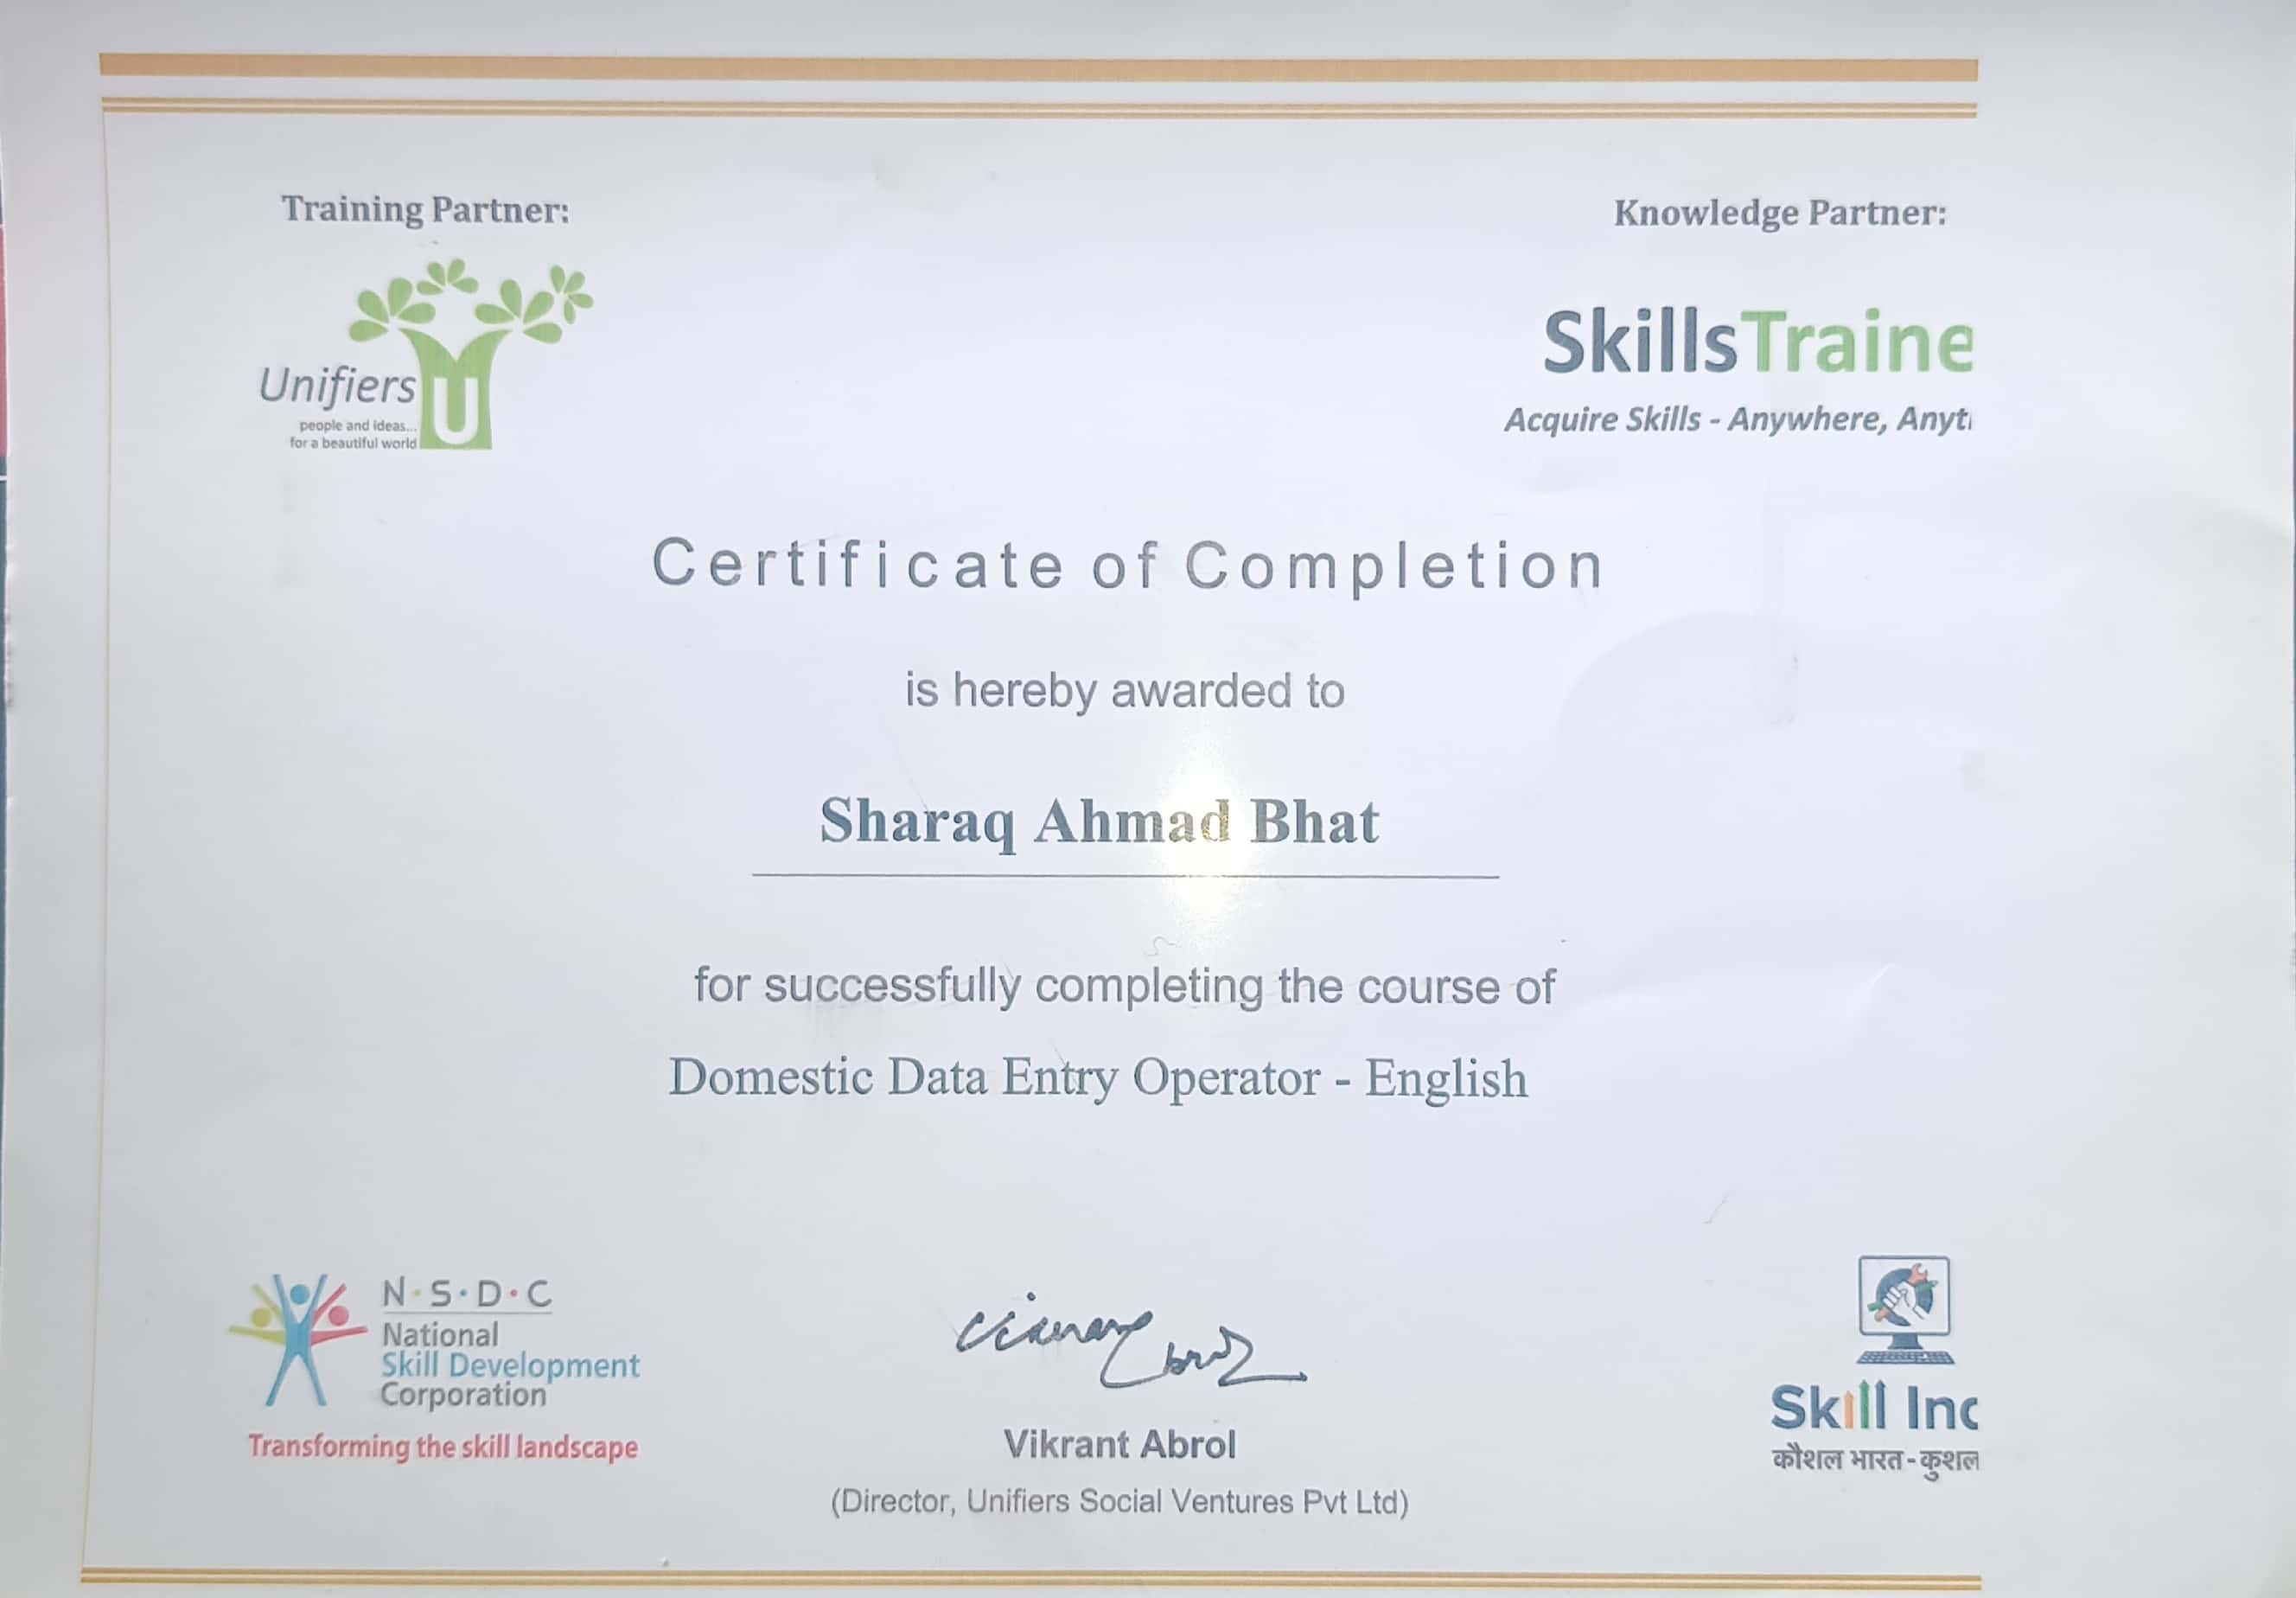 Training Partner:
Knowledge Partner:
Unifiers
people and ideas...
for a beautiful world
U
SkillsTraine
Acquire Skills - Anywhere, Anyti
Certificate of Completion
is hereby awarded to
Sharaq Ahmad Bhat
for successfully completing the course of
Domestic Data Entry Operator - English
N·S·D·C
National
Skill Development
Corporation
Transforming the skill landscape
Vikrant Abrol
Vikrant Abrol
(Director, Unifiers Social Ventures Pvt Ltd)
Skill Inc
कौशल भारत - कुशल